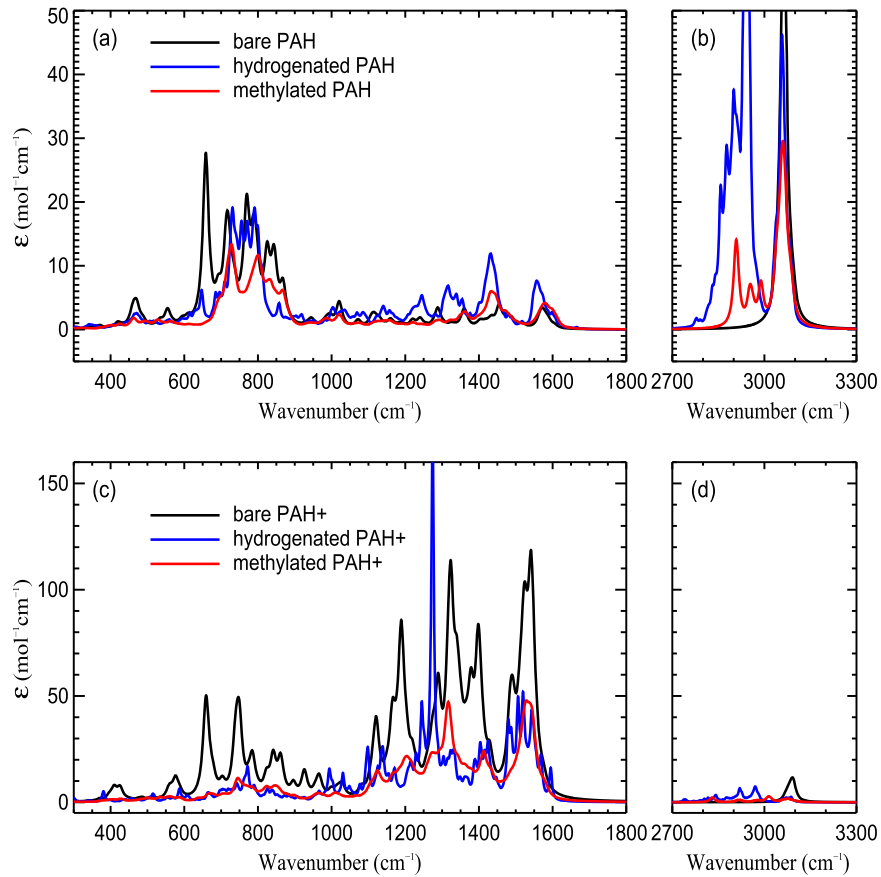 50
(a)
bare PAH
hydrogenated PAH
methylated PAH
(b)
40
30
20
10
0
ε (mol⁻¹cm⁻¹)
400 600 800 1000 1200 1400 1600 1800
2700 3000 3300
Wavenumber (cm⁻¹)
Wavenumber (cm⁻¹)
150
(c)
bare PAH+
hydrogenated PAH+
methylated PAH+
(d)
100
50
0
ε (mol⁻¹cm⁻¹)
400 600 800 1000 1200 1400 1600 1800
2700 3000 3300
Wavenumber (cm⁻¹)
Wavenumber (cm⁻¹)